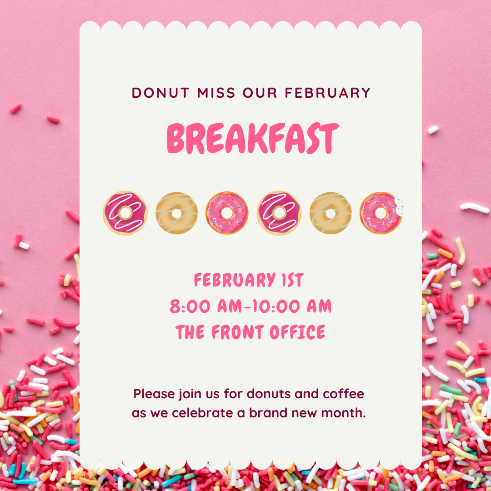 DONUT MISS OUR FEBRUARY
BREAKFAST
FEBRUARY 1ST
8:00 AM-10:00 AM
THE FRONT OFFICE
Please join us for donuts and coffee
as we celebrate a brand new month.